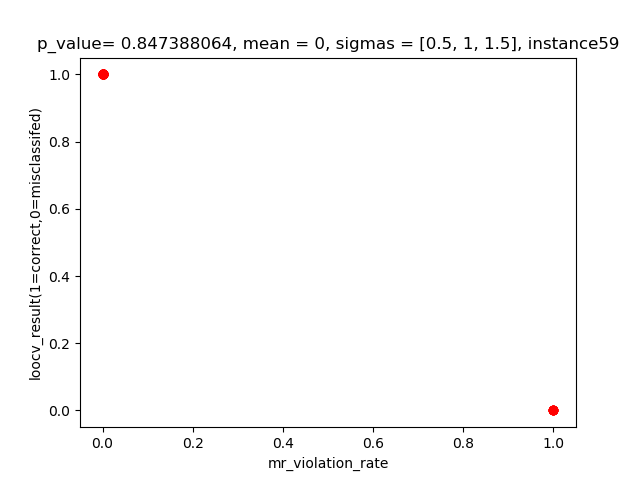 p_value= 0.847388064, mean = 0, sigmas = [0.5, 1, 1.5], instance59
loocv_result(1=correct,0=misclassifed)
1.0
0.8
0.6
0.4
0.2
0.0
0.0 0.2 0.4 0.6 0.8 1.0
mr_violation_rate